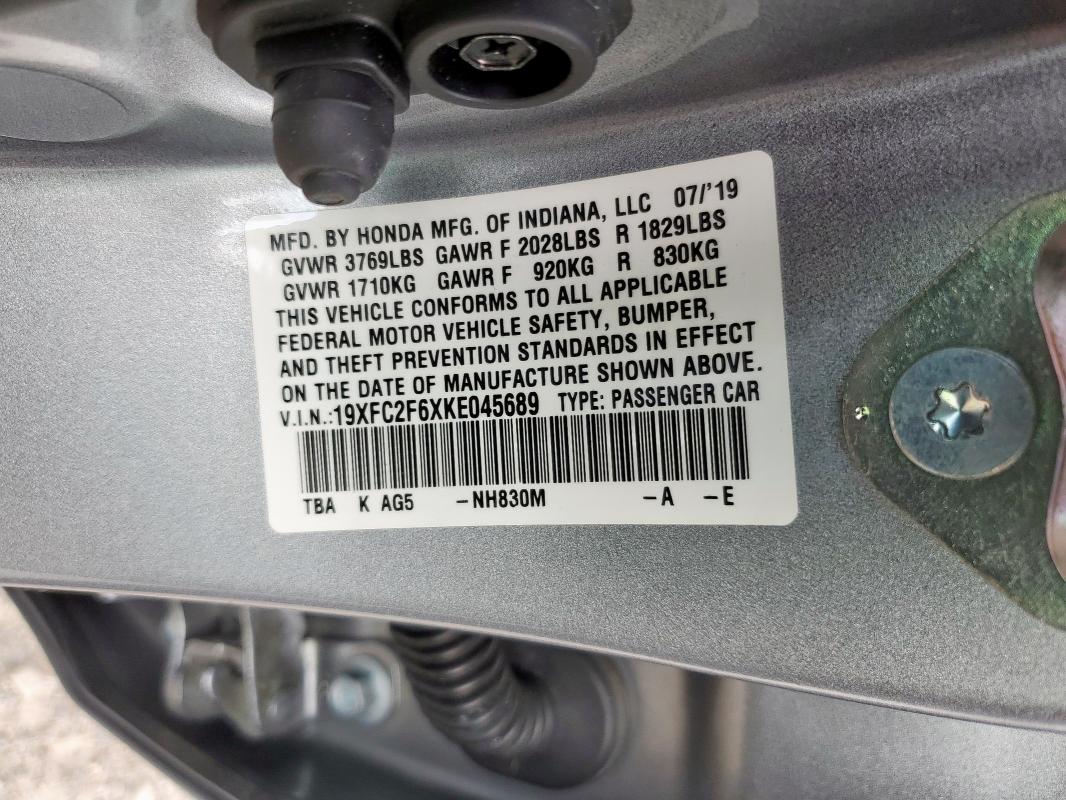 MFD. BY HONDA MFG. OF INDIANA, LLC 07/'19
GVWR 3769LBS GAWR F 2028LBS R 1829LBS
GVWR 1710KG GAWR F 920KG R 830KG
THIS VEHICLE CONFORMS TO ALL APPLICABLE
FEDERAL MOTOR VEHICLE SAFETY, BUMPER,
AND THEFT PREVENTION STANDARDS IN EFFECT
ON THE DATE OF MANUFACTURE SHOWN ABOVE.
V.I.N.:19XFC2F6XKE045689 TYPE: PASSENGER CAR
TBA K AG5 -NH830M -A -E